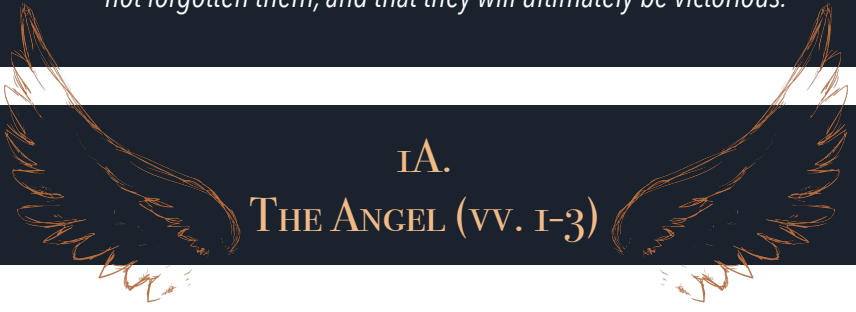 not forgotten them, and that they will ultimately be victorious.
1A.
The Angel (vv. 1-3)